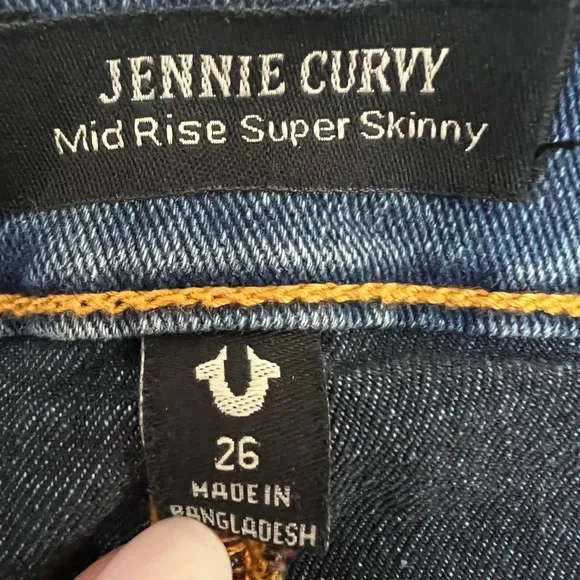 JENNIE CURVY
Mid Rise Super Skinny
26
MADE IN
BANGLADESH